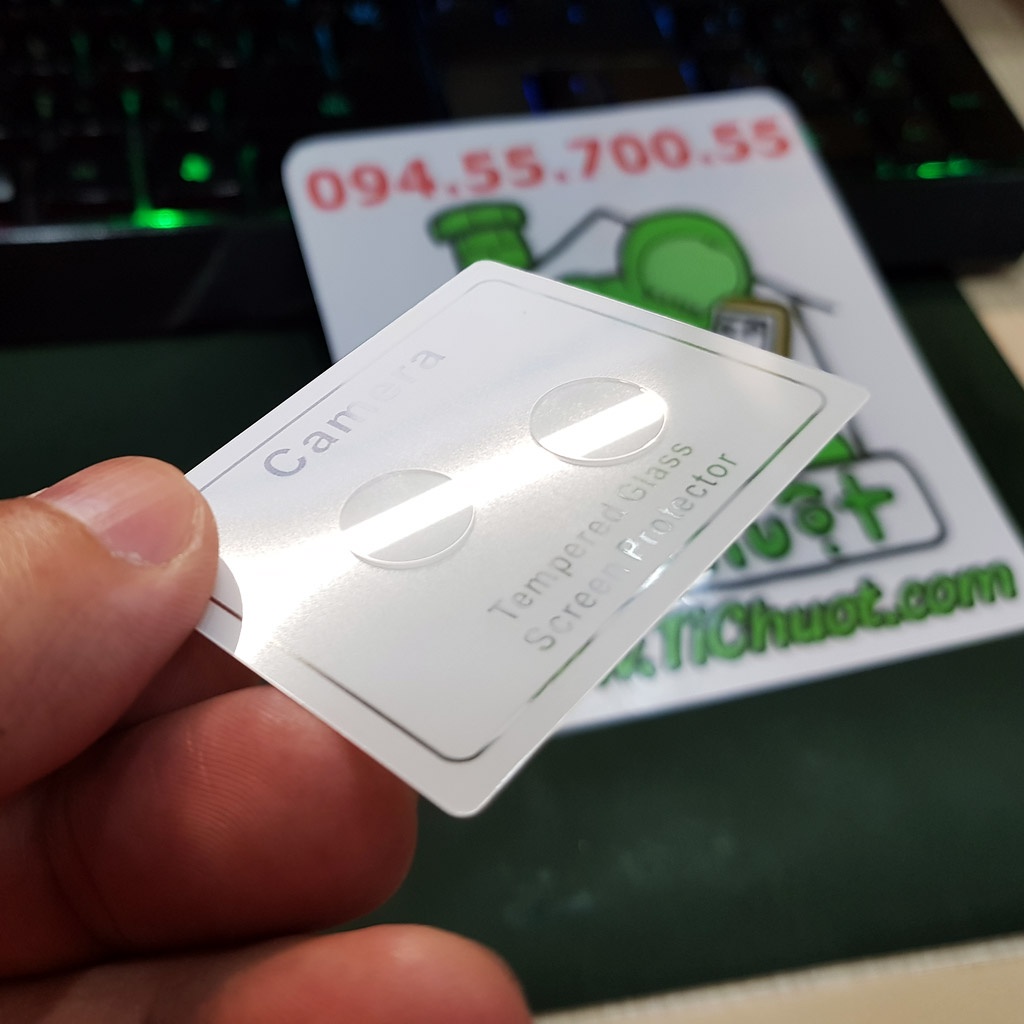 094.55.700.55
Camera
Tempered Glass
Screen Protector
TiChuot.com